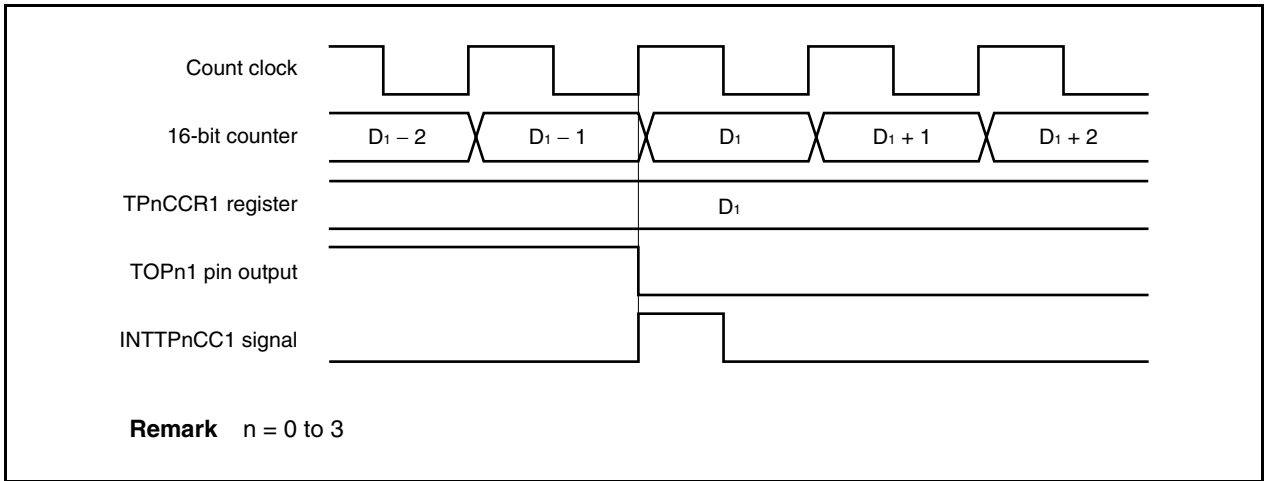 Count clock
16-bit counter D₁ − 2 D₁ − 1 D₁ D₁ + 1 D₁ + 2
TPnCCR1 register D₁
TOPn1 pin output
INTTPnCC1 signal
Remark n = 0 to 3